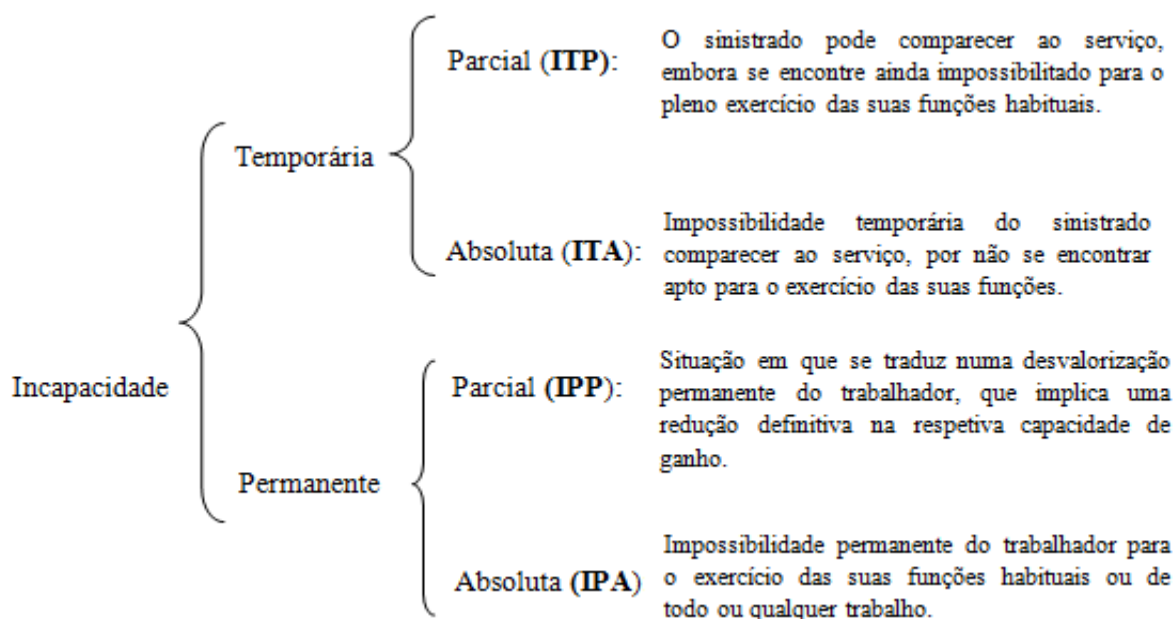 Parcial (ITP):
O sinistrado pode comparecer ao serviço,
embora se encontre ainda impossibilitado para o
pleno exercício das suas funções habituais.
Temporária
Absoluta (ITA):
Impossibilidade temporária do sinistrado
comparecer ao serviço, por não se encontrar
apto para o exercício das suas funções.
Incapacidade
Parcial (IPP):
Situação em que se traduz numa desvalorização
permanente do trabalhador, que implica uma
redução definitiva na respetiva capacidade de
ganho.
Permanente
Absoluta (IPA)
Impossibilidade permanente do trabalhador para
o exercício das suas funções habituais ou de
todo ou qualquer trabalho.